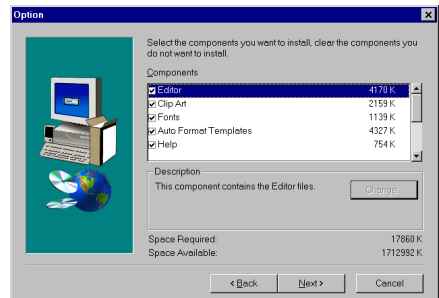 Option
Select the components you want to install, clear the components you
do not want to install.
Components
Editor 4170 K
Clip Art 2159 K
Fonts 1139 K
Auto Format Templates 4327 K
Help 754 K
Description
This component contains the Editor files.
Change...
Space Required: 17860 K
Space Available: 1712992 K
< Back Next > Cancel